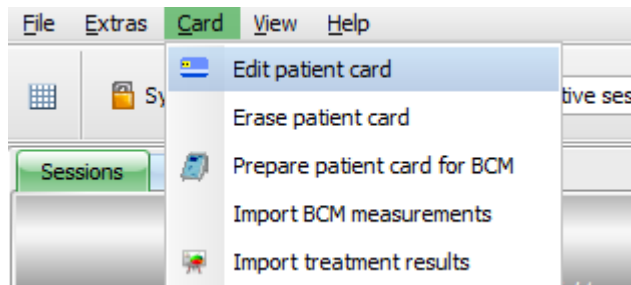 File Extras Card View Help
Edit patient card
Erase patient card
Prepare patient card for BCM
Import BCM measurements
Import treatment results
Sessions